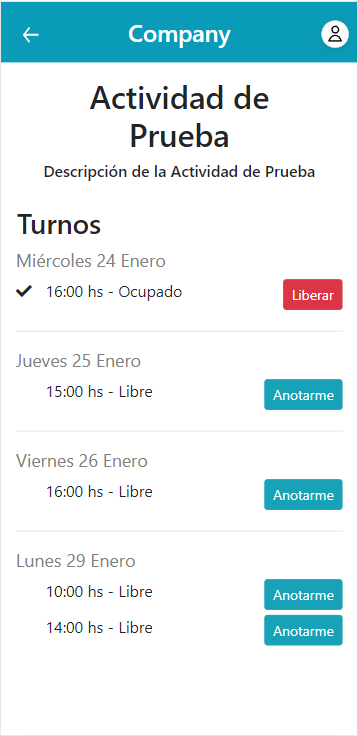 Company
Actividad de
Prueba
Descripción de la Actividad de Prueba
Turnos
Miércoles 24 Enero
16:00 hs - Ocupado Liberar
Jueves 25 Enero
15:00 hs - Libre Anotarme
Viernes 26 Enero
16:00 hs - Libre Anotarme
Lunes 29 Enero
10:00 hs - Libre Anotarme
14:00 hs - Libre Anotarme